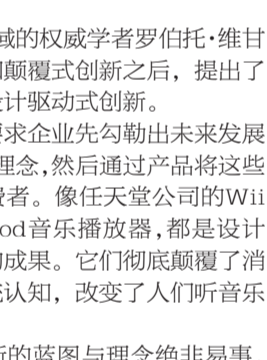 域的权威学者罗伯托·维甘
颠覆式创新之后，提出了
设计驱动式创新。
要求企业先勾勒出未来发展
理念,然后通过产品将这些
费者。像任天堂公司的Wii
od音乐播放器,都是设计
成果。它们彻底颠覆了消
认知，改变了人们听音乐
的蓝图与理念绝非易事